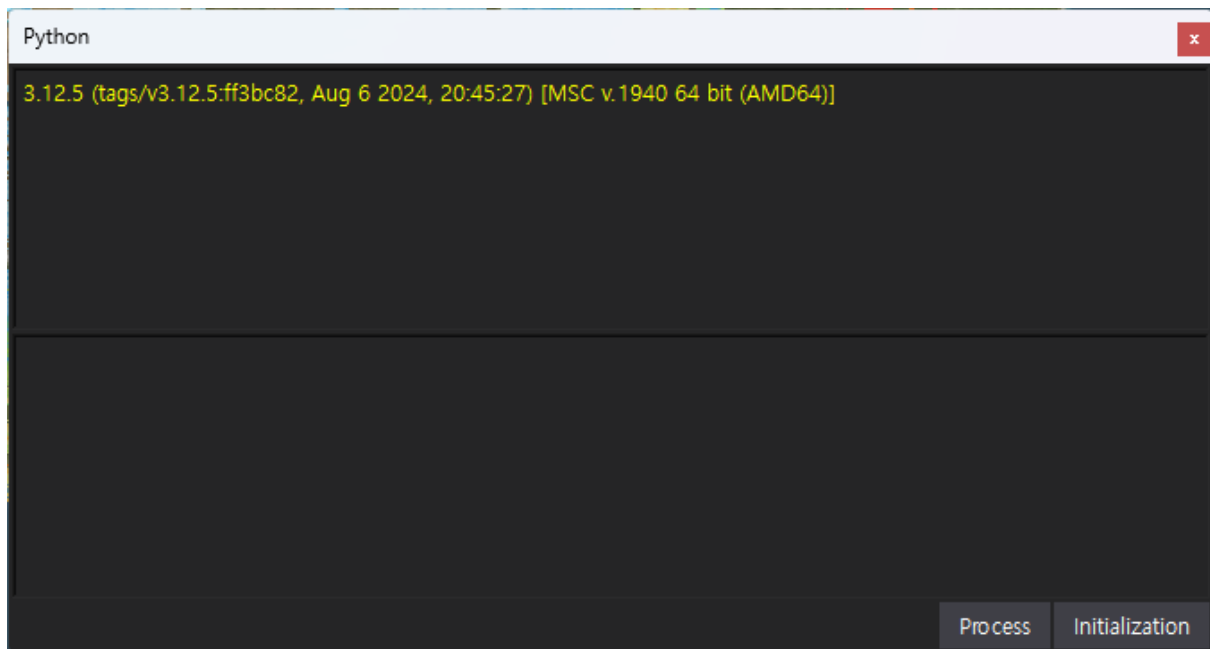 Python
x
3.12.5 (tags/v3.12.5:ff3bc82, Aug 6 2024, 20:45:27) [MSC v.1940 64 bit (AMD64)]
Process
Initialization